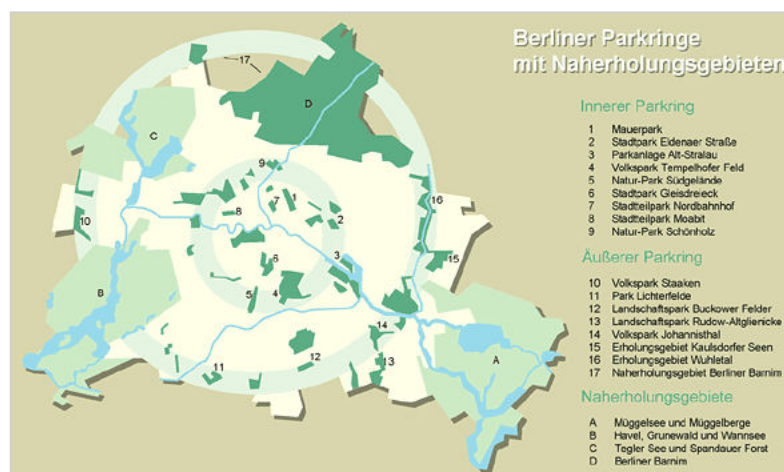 Berliner Parkringe
mit Naherholungsgebieten
Innerer Parkring
1 Mauerpark
2 Stadtpark Eldenaer Straße
3 Parkanlage Alt-Stralau
4 Volkspark Tempelhofer Feld
5 Natur-Park Südgelände
6 Stadtpark Gleisdreieck
7 Stadtteilpark Nordbahnhof
8 Stadtteilpark Moabit
9 Natur-Park Schönholz
Äußerer Parkring
10 Volkspark Staaken
11 Park Lichterfelde
12 Landschaftspark Buckower Felder
13 Landschaftspark Rudow-Altglienicke
14 Volkspark Johannisthal
15 Erholungsgebiet Kaulsdorfer Seen
16 Erholungsgebiet Wuhletal
17 Naherholungsgebiet Berliner Barnim
Naherholungsgebiete
A Müggelsee und Müggelberge
B Havel, Grunewald und Wannsee
C Tegler See und Spandauer Forst
D Berliner Barnim
17
D
C
9
7
1
16
10
8
2
3
15
6
B
5
4
14
12
11
13
A